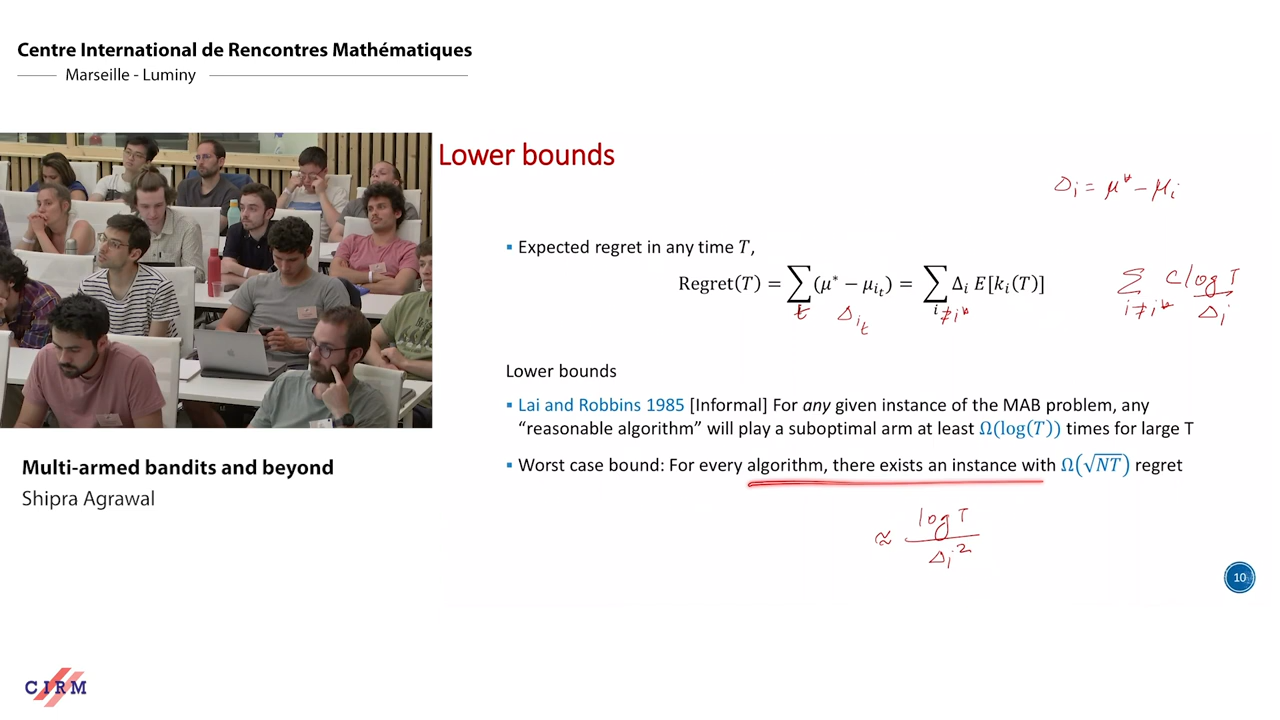 Centre International de Rencontres Mathématiques
Marseille - Luminy
Lower bounds
Δi = μ* − μi
▪ Expected regret in any time T,
Regret(T) = ∑t (μ* − μit) = ∑i≠i* Δi E[ki(T)]
Δit
∑i≠i* C log T / Δi
Lower bounds
▪ Lai and Robbins 1985 [Informal] For any given instance of the MAB problem, any
“reasonable algorithm” will play a suboptimal arm at least Ω(log(T)) times for large T
▪ Worst case bound: For every algorithm, there exists an instance with Ω(√NT) regret
≈ log T / Δi²
10
Multi-armed bandits and beyond
Shipra Agrawal
CIRM